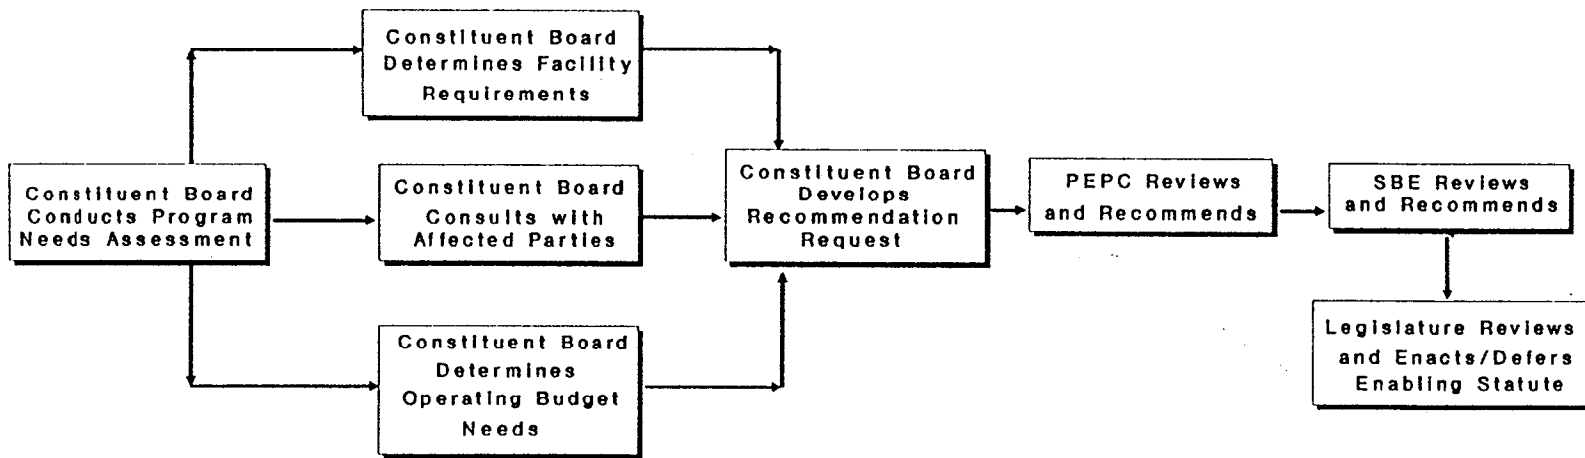 Constituent Board
Determines Facility
Requirements
Constituent Board
Conducts Program
Needs Assessment
Constituent Board
Consults with
Affected Parties
Constituent Board
Determines
Operating Budget
Needs
Constituent Board
Develops
Recommendation
Request
PEPC Reviews
and Recommends
SBE Reviews
and Recommends
Legislature Reviews
and Enacts/Defers
Enabling Statute